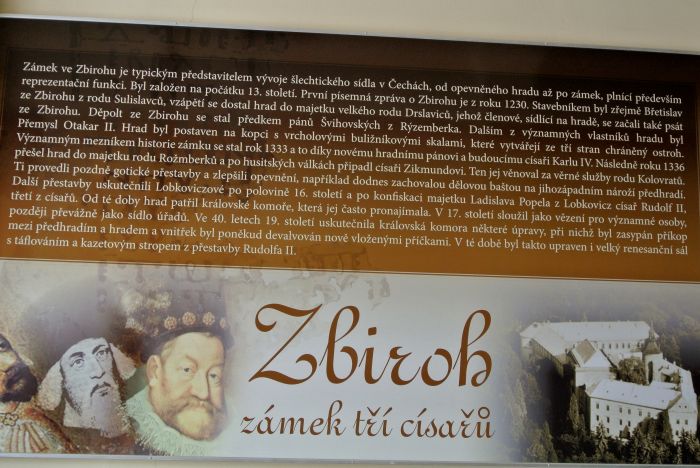 Zámek ve Zbirohu je typickým představitelem vývoje šlechtického sídla v Čechách, od opevněného hradu až po zámek, plnící především
reprezentační funkci. Byl založen na počátku 13. století. První písemná zpráva o Zbirohu je z roku 1230. Stavebníkem byl zřejmě Břetislav
ze Zbirohu z rodu Sulislavců, vzápětí se dostal hrad do majetku velkého rodu Drslaviců, jehož členové, sídlící na hradě, se začali také psát
ze Zbirohu. Děpolt ze Zbirohu se stal předkem pánů Švihovských z Rýzemberka. Dalším z významných vlastníků hradu byl
Přemysl Otakar II. Hrad byl postaven na kopci s vrcholovými buližníkovými skalami, které vytvářejí ze tří stran chráněný ostroh.
Významným mezníkem historie zámku se stal rok 1333 a to díky novému hradnímu pánovi a budoucímu císaři Karlu IV. Následně roku 1336
přešel hrad do majetku rodu Rožmberků a po husitských válkách připadl císaři Zikmundovi. Ten jej věnoval za věrné služby rodu Kolovratů.
Ti provedli pozdně gotické přestavby a zlepšili opevnění, například dodnes zachovalou dělovou baštou na jihozápadním nároží předhradí.
Další přestavby uskutečnili Lobkovicové po polovině 16. století a po konfiskaci majetku Ladislava Popela z Lobkovicz císař Rudolf II,
třetí z císařů. Od té doby hrad patřil královské komoře, která jej často pronajímala. V 17. století sloužil jako vězení pro významné osoby,
později převážně jako sídlo úřadů. Ve 40. letech 19. století uskutečnila královská komora některé úpravy, při nichž byl zasypán příkop
mezi předhradím a hradem a vnitřek byl poněkud devalvován nově vloženými příčkami. V té době byl takto upraven i velký renesanční sál
s táflováním a kazetovým stropem z přestavby Rudolfa II.
Zbiroh
zámek tří císařů